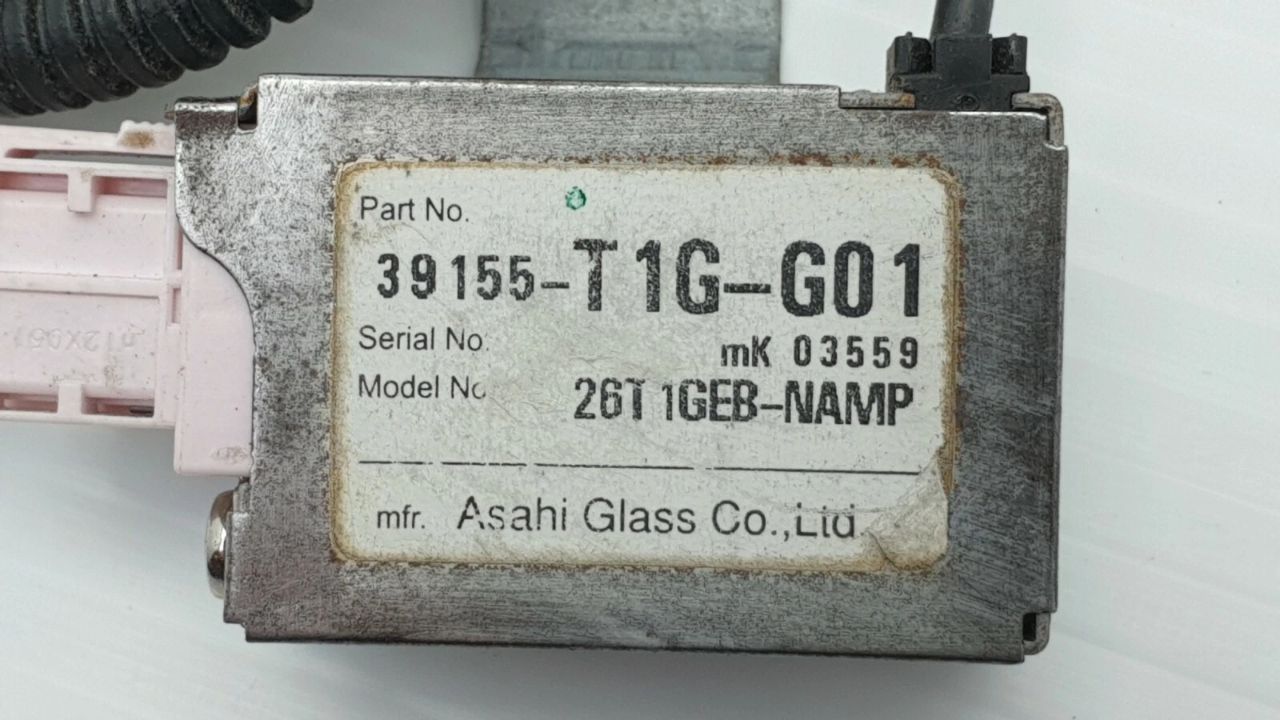 Part No.
39155-T1G-G01
Serial No.
mK 03559
Model No
26T1GEB-NAMP
mfr. Asahi Glass Co.,Ltd.